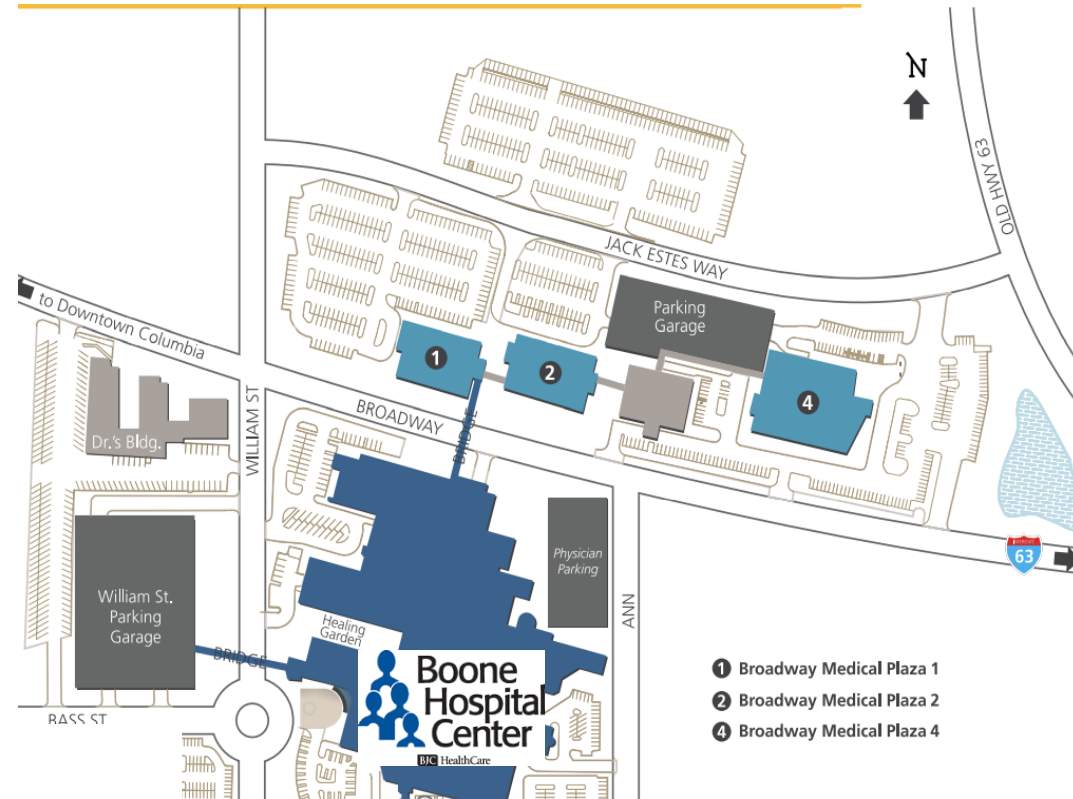 N
OLD HWY 63
JACK ESTES WAY
to Downtown Columbia
Parking
Garage
1
2
4
BROADWAY
BRIDGE
WILLIAM ST
Dr.'s Bldg.
Physician
Parking
INTERSTATE
63
William St.
Parking
Garage
ANN
Healing
Garden
BRIDGE
Boone
Hospital
Center
BJC HealthCare
BASS ST.
1 Broadway Medical Plaza 1
2 Broadway Medical Plaza 2
4 Broadway Medical Plaza 4